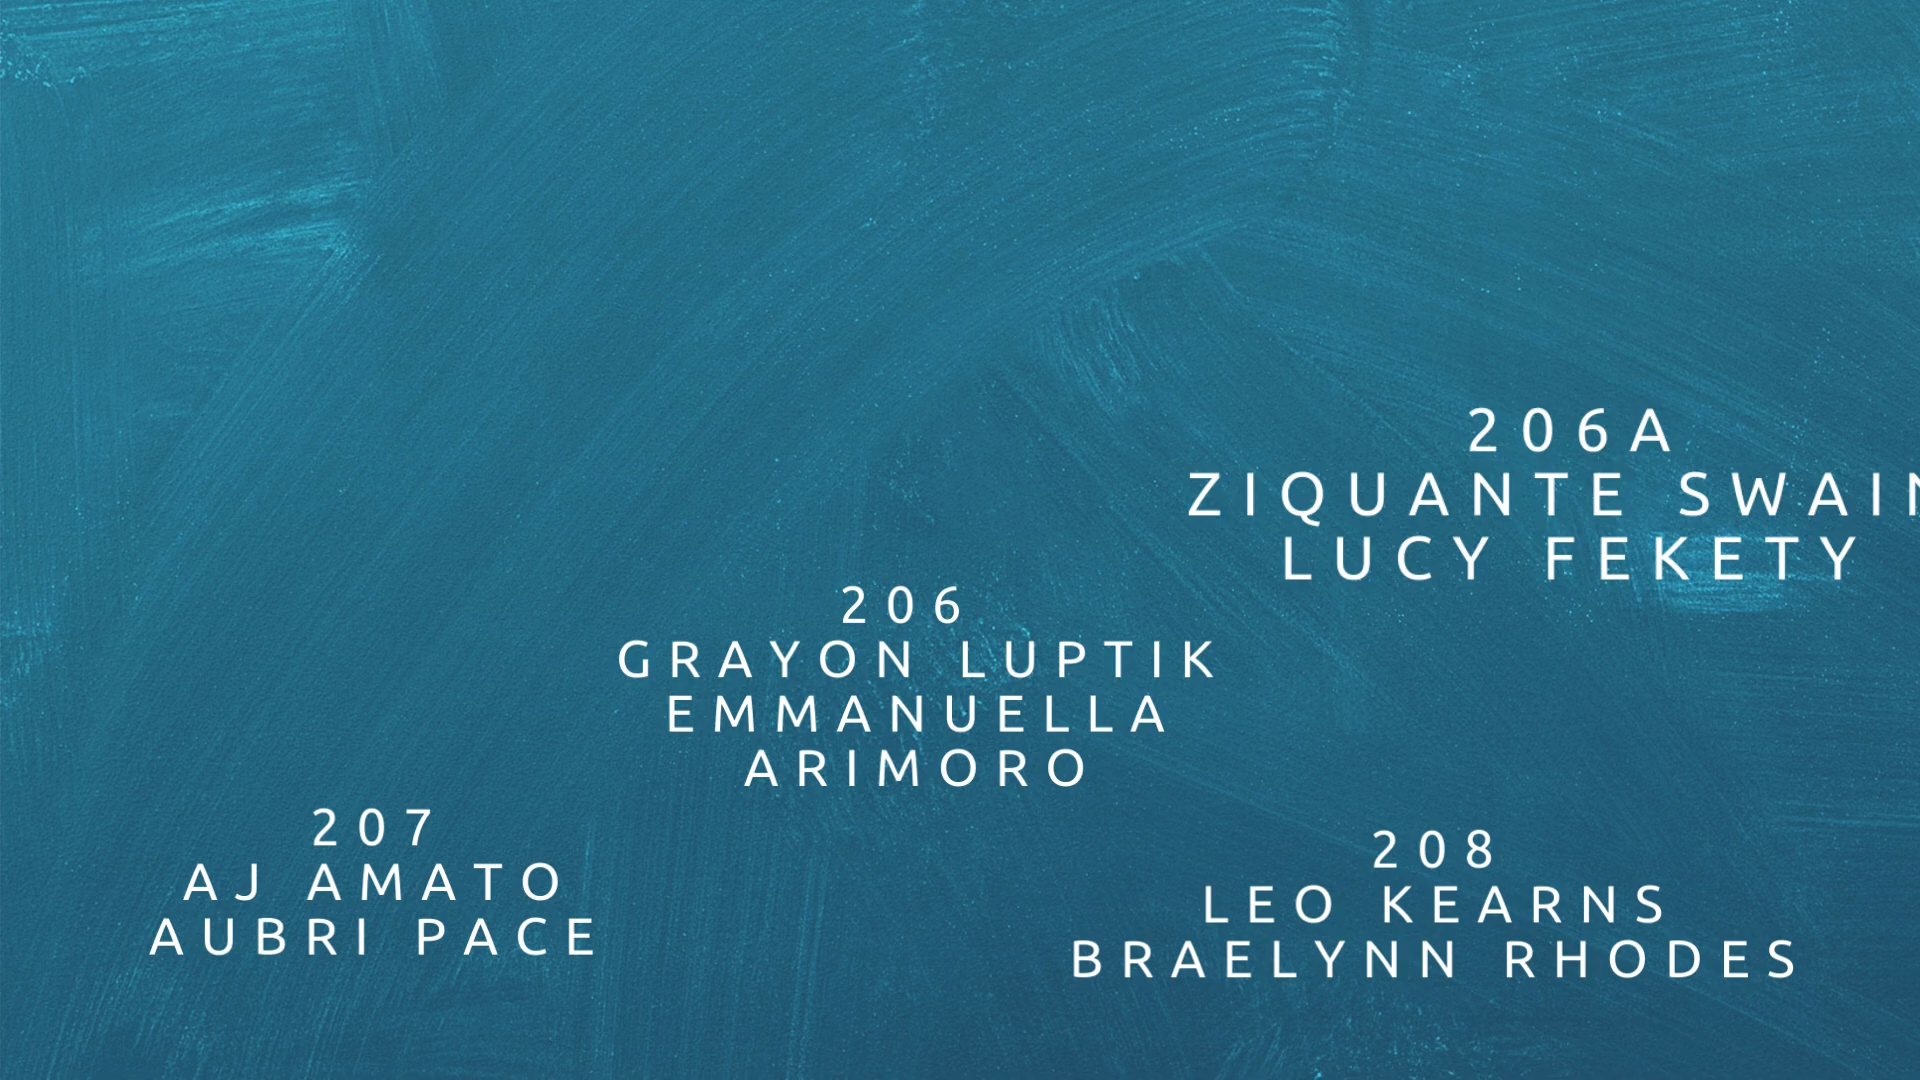 206A
ZIQUANTE SWAIN
LUCY FEKETY
206
GRAYON LUPTIK
EMMANUELLA
ARIMORO
207
AJ AMATO
AUBRI PACE
208
LEO KEARNS
BRAELYNN RHODES